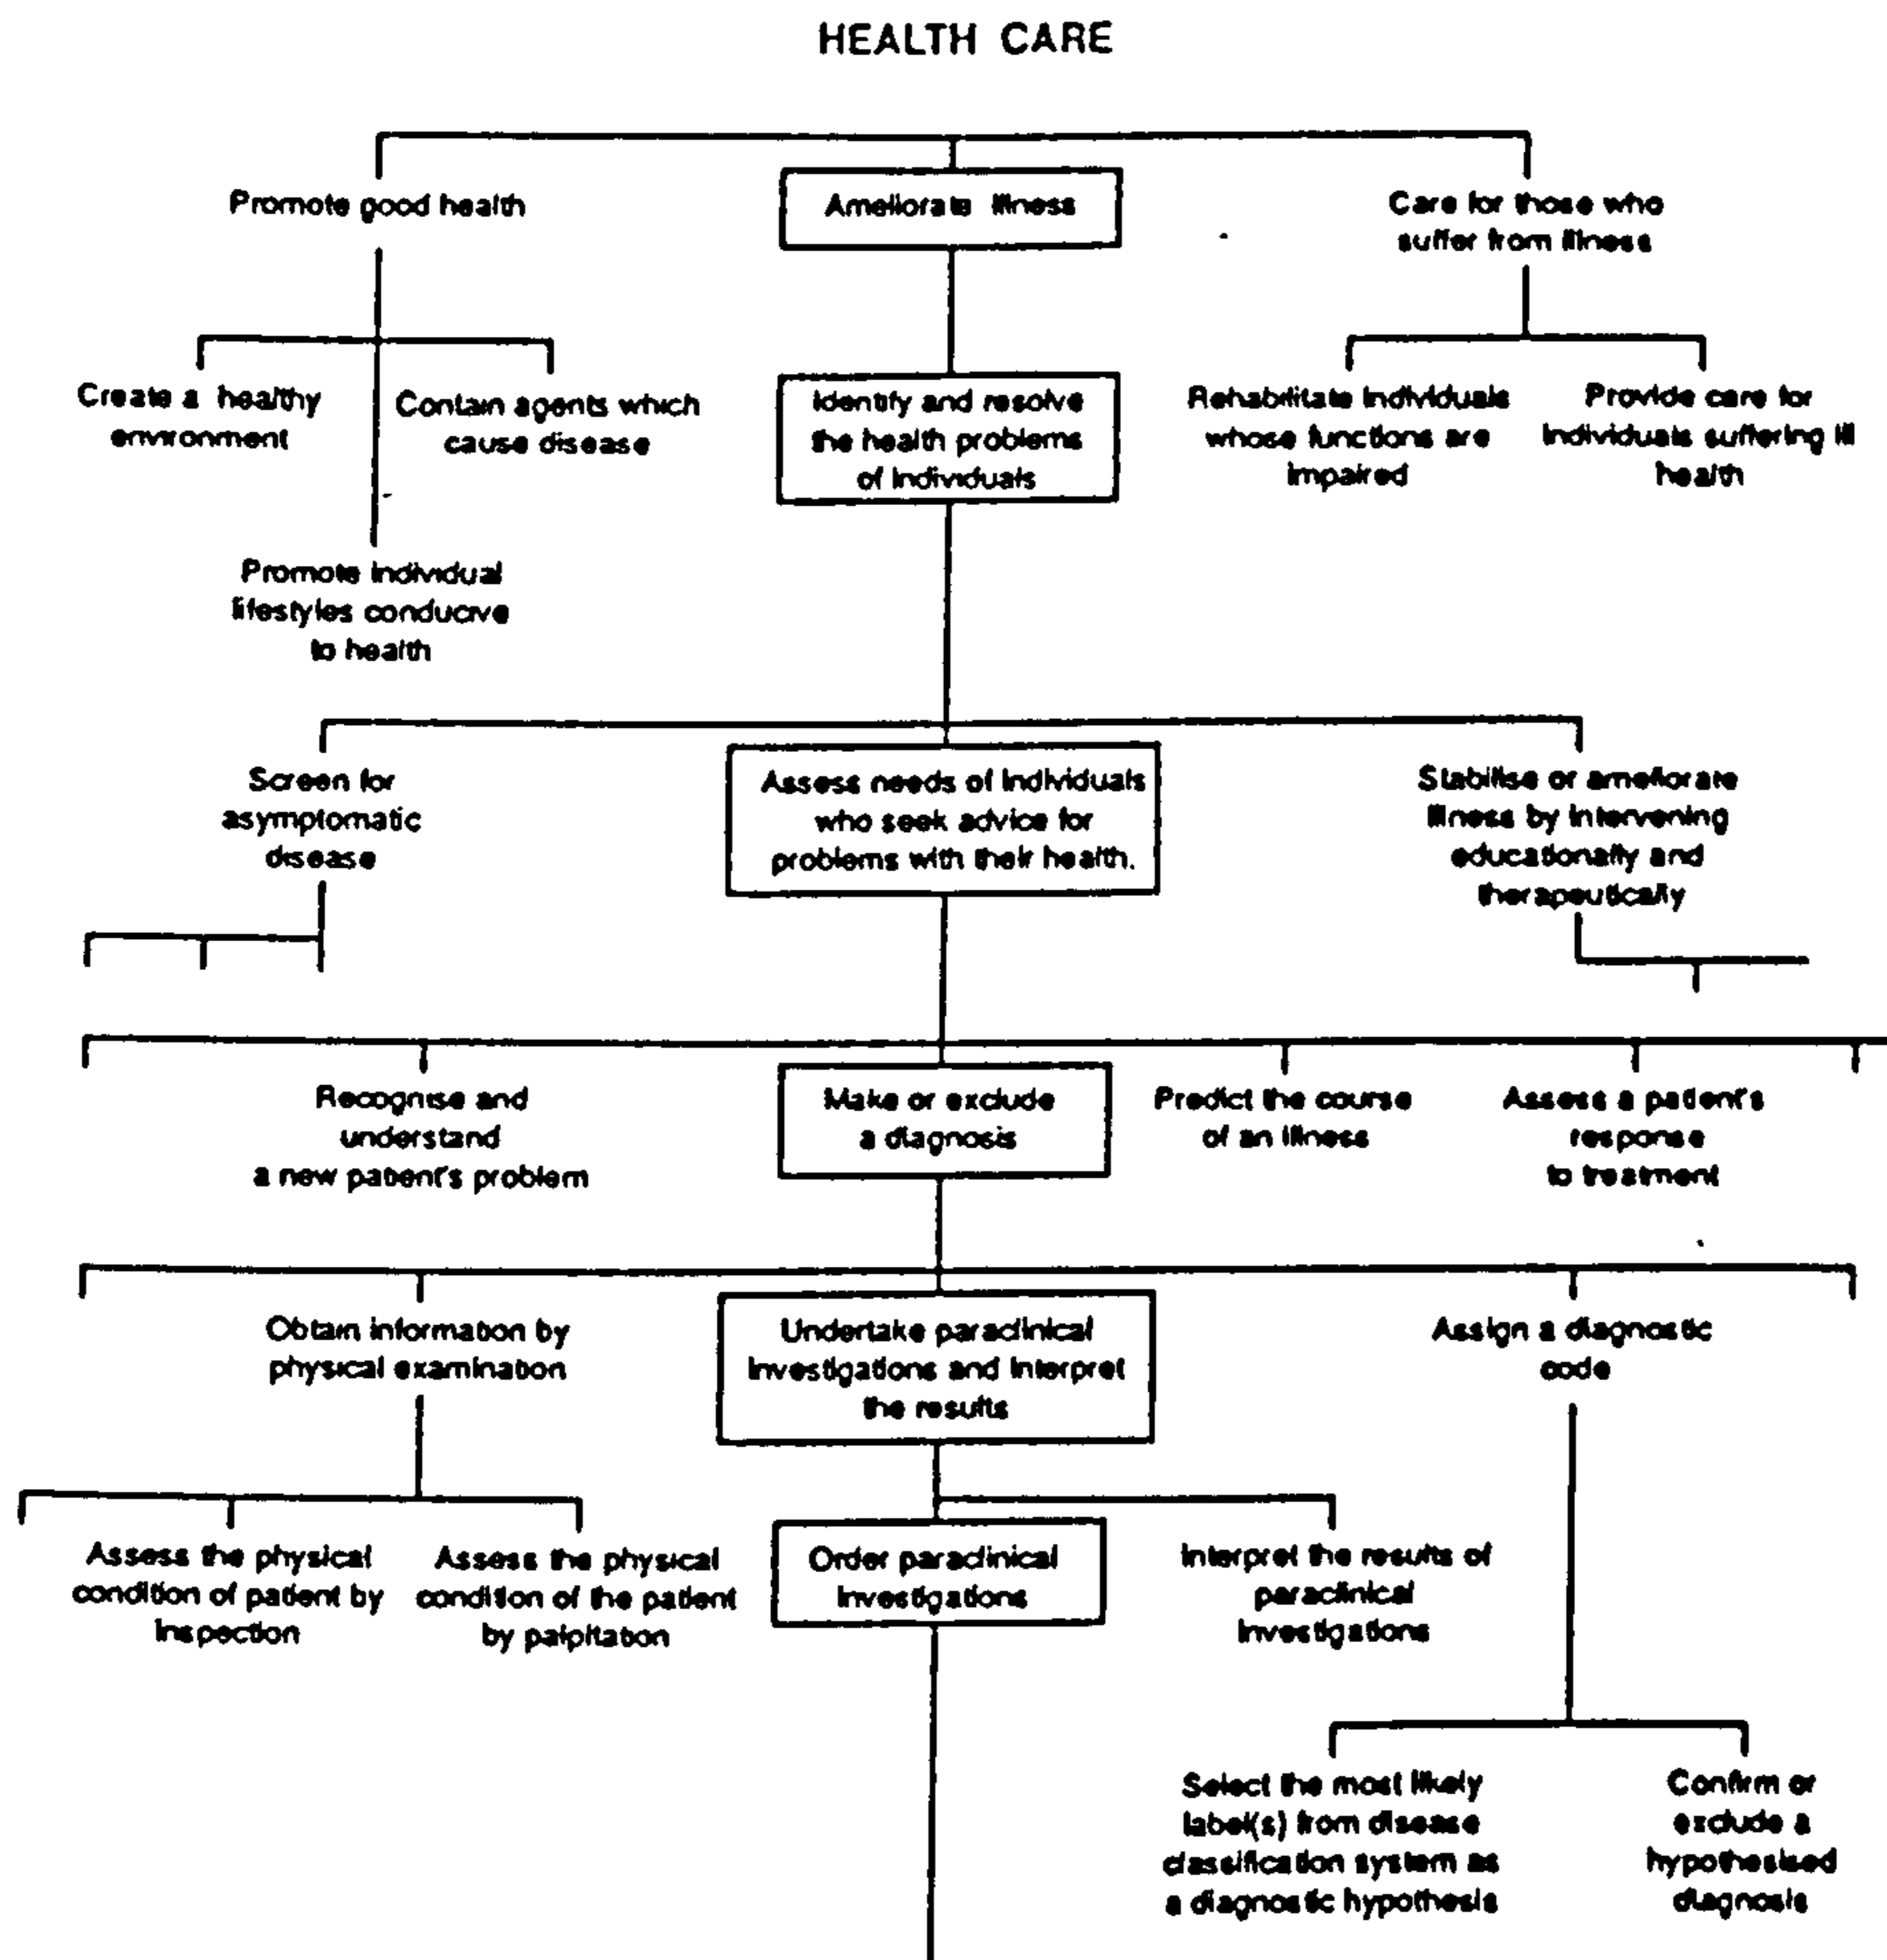 HEALTH CARE
Promote good health
Ameliorate illness
Care for those who
suffer from illness
Create a healthy
environment
Contain agents which
cause disease
Identify and resolve
the health problems
of individuals
Rehabilitate individuals
whose functions are
impaired
Provide care for
individuals suffering ill
health
Promote individual
lifestyles conducive
to health
Screen for
asymptomatic
disease
Assess needs of individuals
who seek advice for
problems with their health.
Stabilise or ameliorate
illness by intervening
educationally and
therapeutically
Recognise and
understand
a new patient's problem
Make or exclude
a diagnosis
Predict the course
of an illness
Assess a patient's
response
to treatment
Obtain information by
physical examination
Undertake paraclinical
investigations and interpret
the results
Assign a diagnostic
code
Assess the physical
condition of patient by
inspection
Assess the physical
condition of the patient
by palpitation
Order paraclinical
investigations
Interpret the results of
paraclinical
investigations
Select the most likely
label(s) from disease
classification system as
a diagnostic hypothesis
Confirm or
exclude a
hypothesised
diagnosis